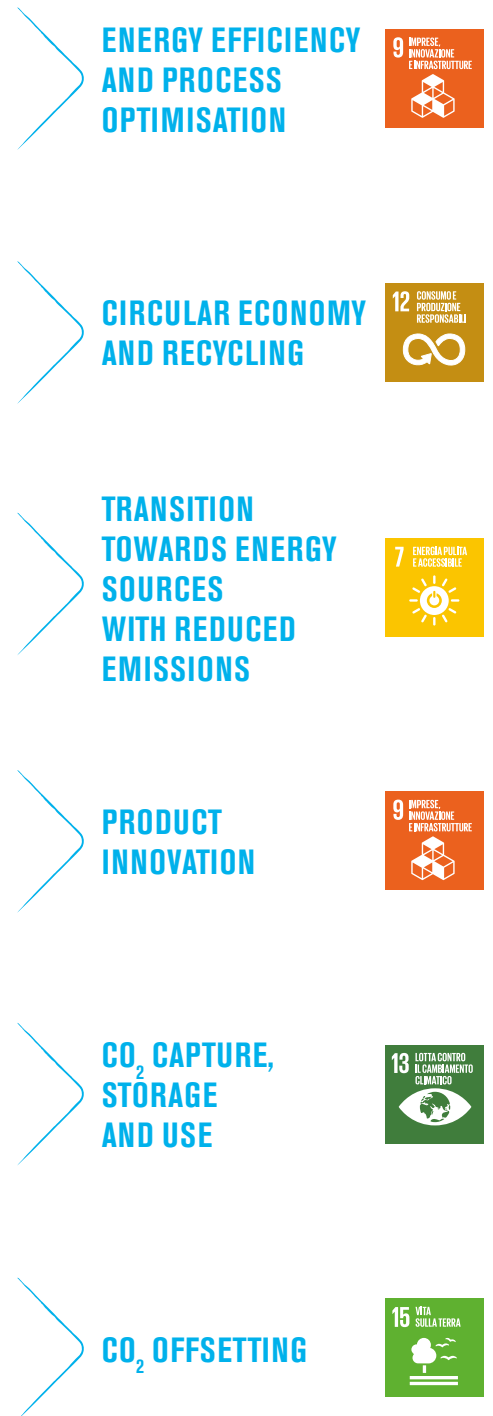 ENERGY EFFICIENCY
AND PROCESS
OPTIMISATION
9 IMPRESE,
INNOVAZIONE
E INFRASTRUTTURE
CIRCULAR ECONOMY
AND RECYCLING
12 CONSUMO E
PRODUZIONE
RESPONSABILI
TRANSITION
TOWARDS ENERGY
SOURCES
WITH REDUCED
EMISSIONS
7 ENERGIA PULITA
E ACCESSIBILE
PRODUCT
INNOVATION
9 IMPRESE,
INNOVAZIONE
E INFRASTRUTTURE
CO₂ CAPTURE,
STORAGE
AND USE
13 LOTTA CONTRO
IL CAMBIAMENTO
CLIMATICO
CO₂ OFFSETTING
15 VITA
SULLA TERRA